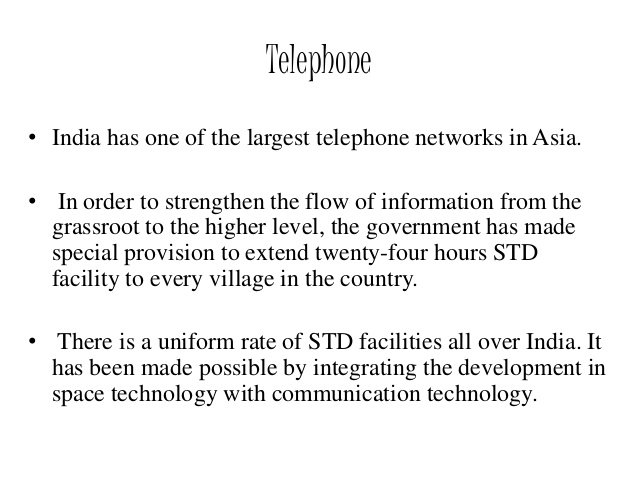 Telephone
• India has one of the largest telephone networks in Asia.
• In order to strengthen the flow of information from the
grassroot to the higher level, the government has made
special provision to extend twenty-four hours STD
facility to every village in the country.
• There is a uniform rate of STD facilities all over India. It
has been made possible by integrating the development in
space technology with communication technology.